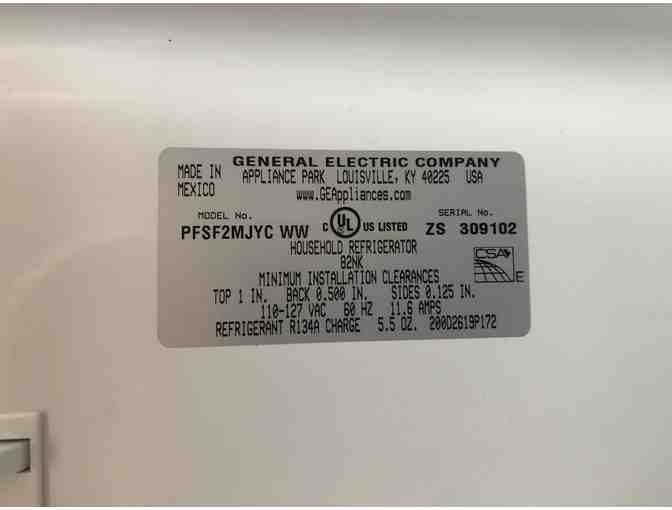 GENERAL ELECTRIC COMPANY
MADE IN MEXICO
APPLIANCE PARK LOUISVILLE, KY 40225 USA
www.GEAppliances.com
MODEL No. SERIAL No.
PFSF2MJYC WW C UL US LISTED ZS 309102
HOUSEHOLD REFRIGERATOR
82NK
CSA E
MINIMUM INSTALLATION CLEARANCES
TOP 1 IN. BACK 0.500 IN. SIDES 0.125 IN.
110-127 VAC 60 HZ 11.6 AMPS
REFRIGERANT R134A CHARGE 5.5 OZ. 200D2619P172